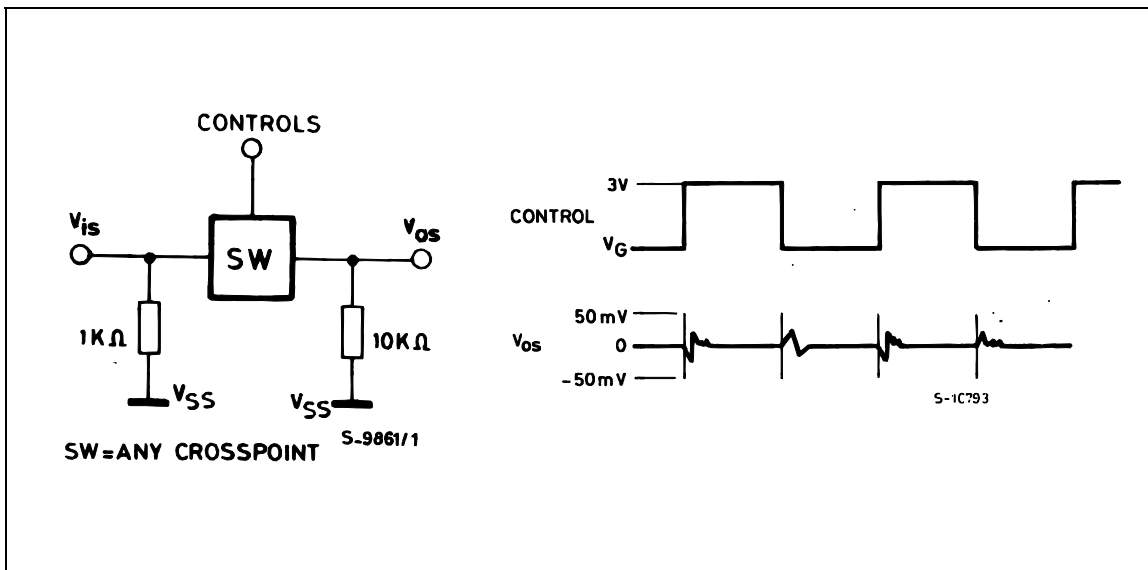 CONTROLS
Vis
Vos
SW
1KΩ
10KΩ
VSS
VSS
SW=ANY CROSSPOINT
S-9861/1
3V
CONTROL
VG
50mV
Vos
0
-50mV
S-10793